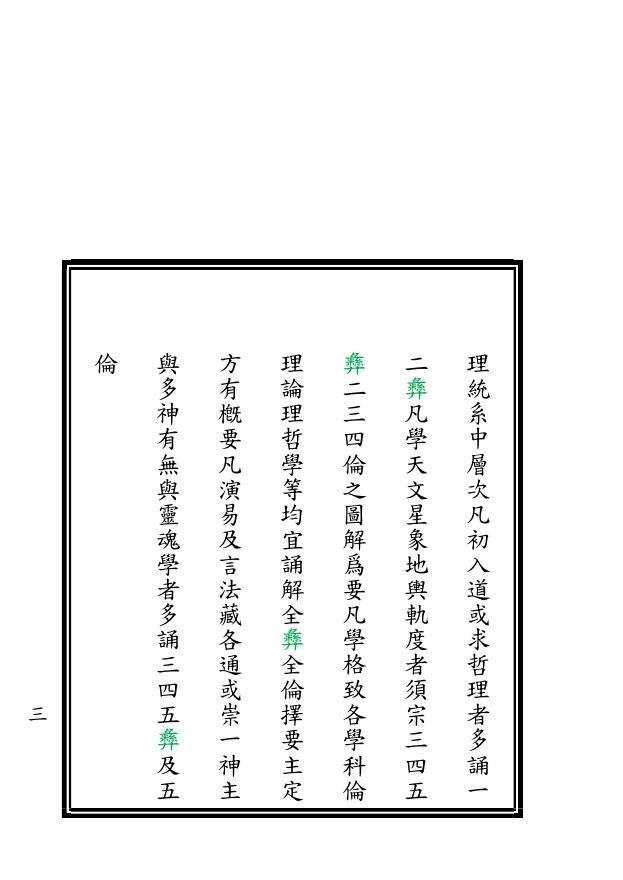 理統系中層次凡初入道或求哲理者多誦一
二彝凡學天文星象地輿軌度者須宗三四五
彝二三四倫之圖解爲要凡學格致各學科倫
理論理哲學等均宜誦解全彝全倫擇要主定
方有概要凡演易及言法藏各通或崇一神主
與多神有無與靈魂學者多誦三四五彝及五
倫
三